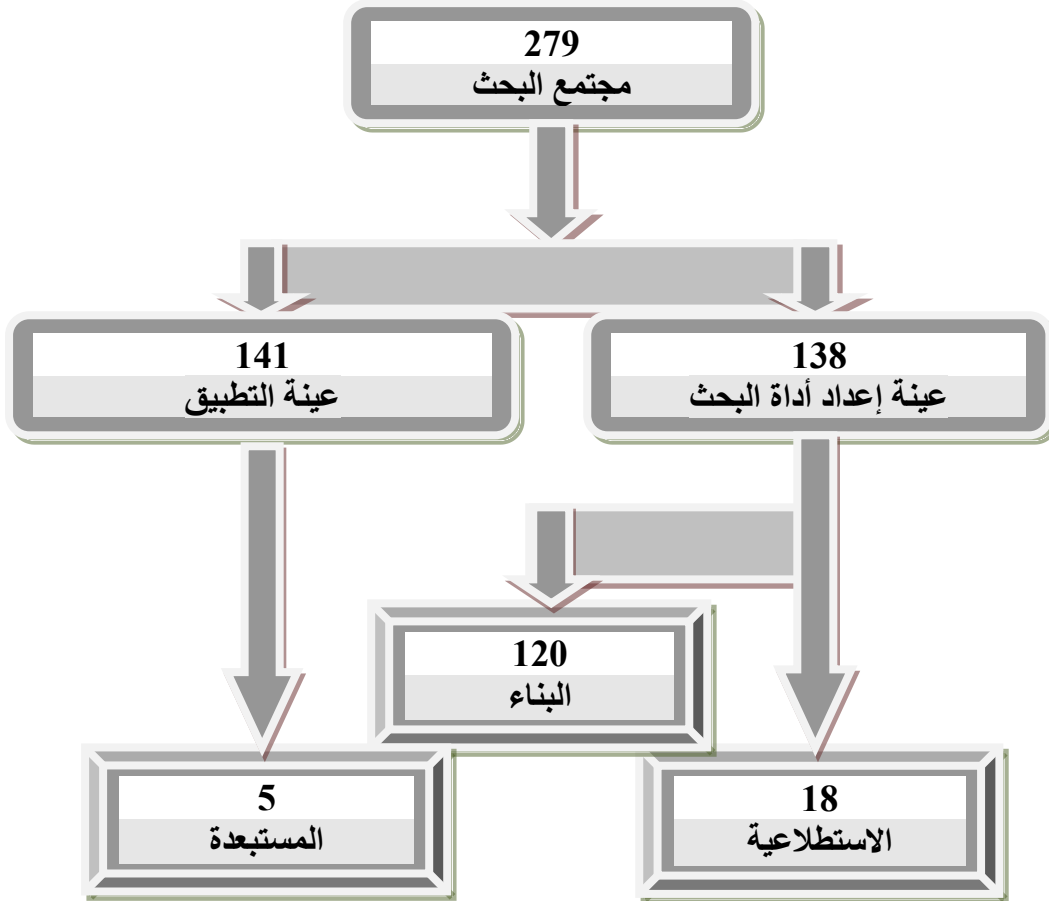 279
مجتمع البحث
138
عينة إعداد أداة البحث
141
عينة التطبيق
120
البناء
18
الاستطلاعية
5
المستبعدة